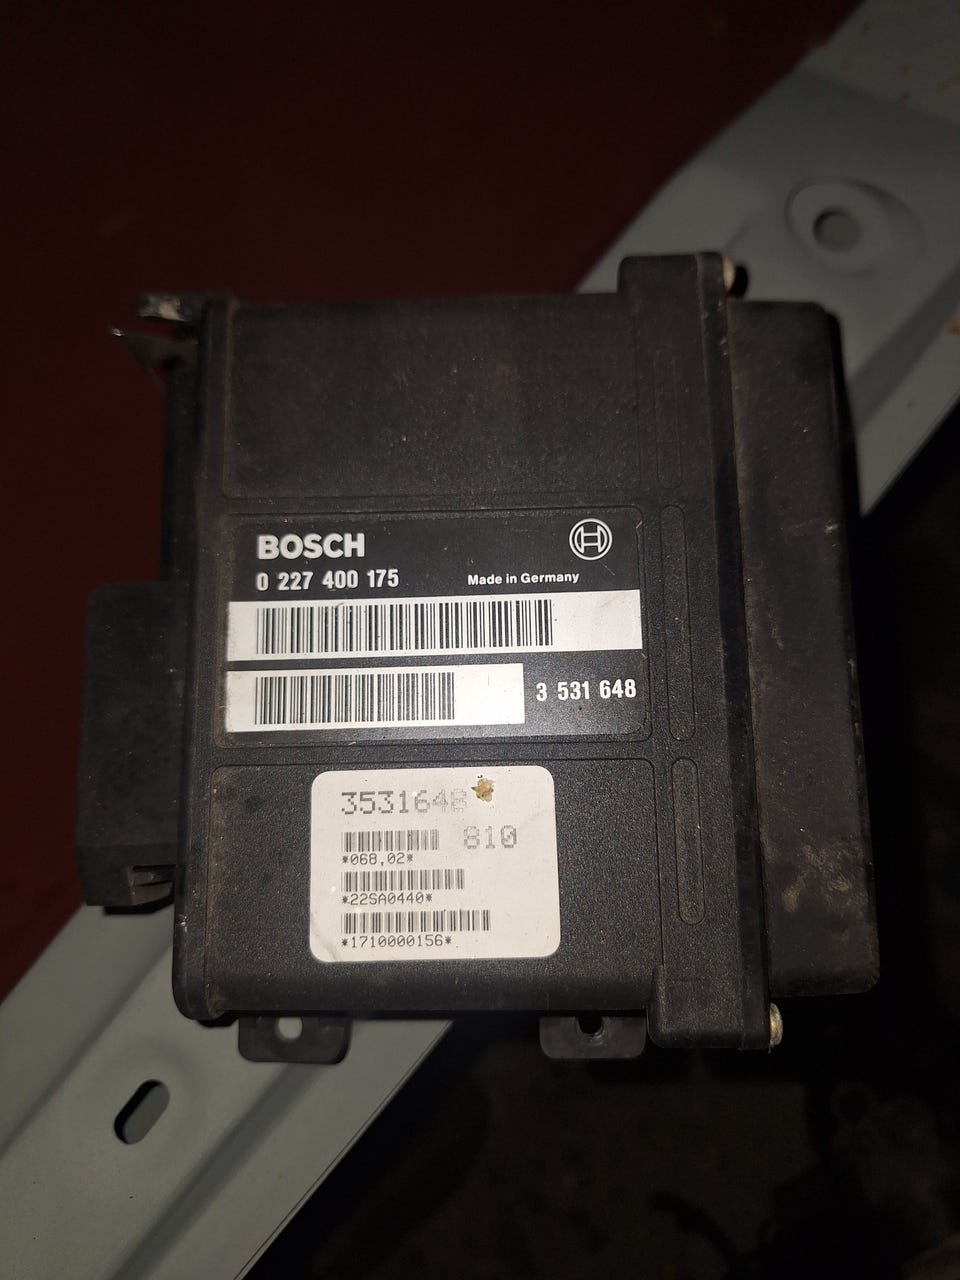 BOSCH
0 227 400 175
Made in Germany
3 531 648
3531648
810
*068,02*
*22SA0440*
*1710000156*